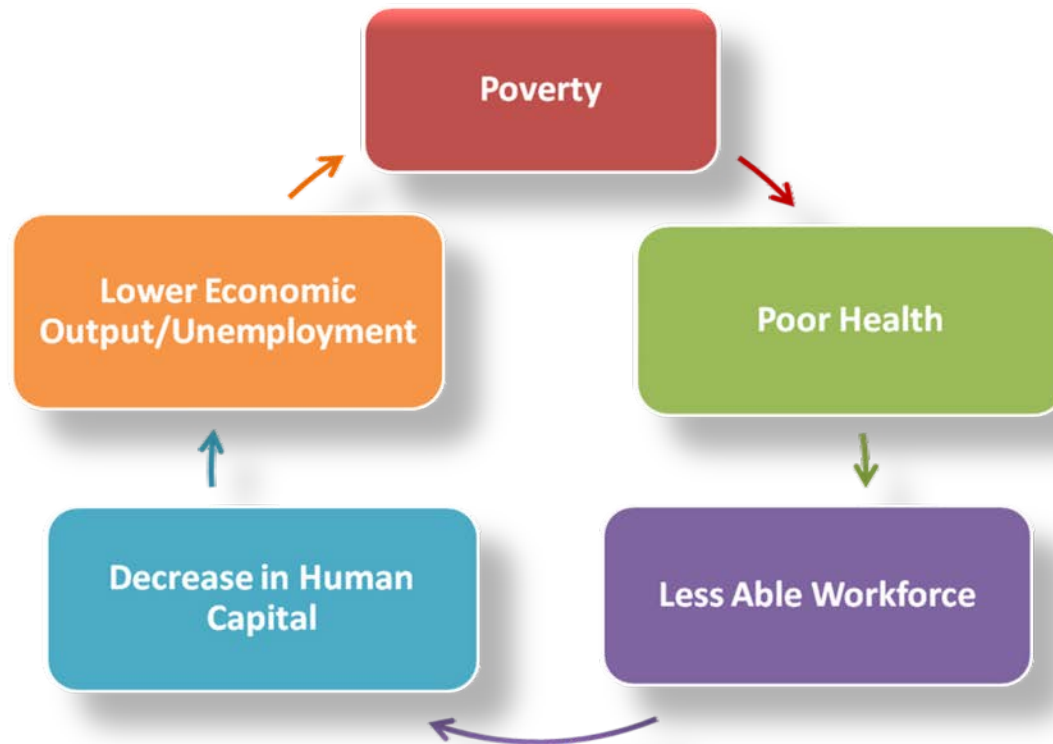 Poverty
Poor Health
Less Able Workforce
Decrease in Human
Capital
Lower Economic
Output/Unemployment